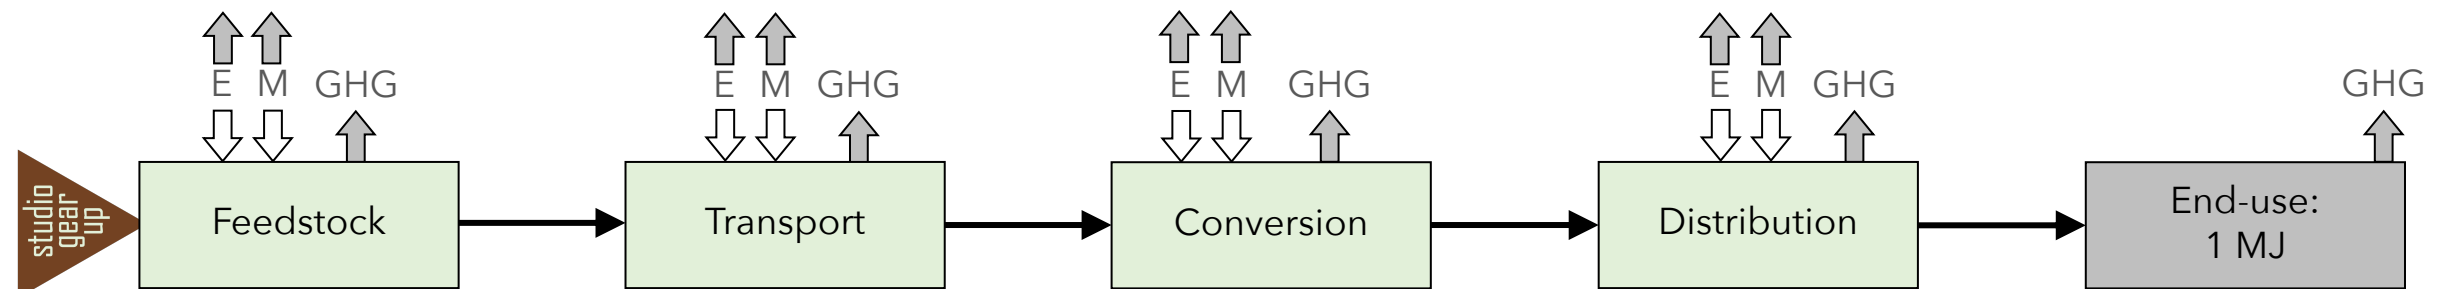 E M GHG
E M GHG
E M GHG
E M GHG
GHG
studio
gear
up
Feedstock
Transport
Conversion
Distribution
End-use:
1 MJ